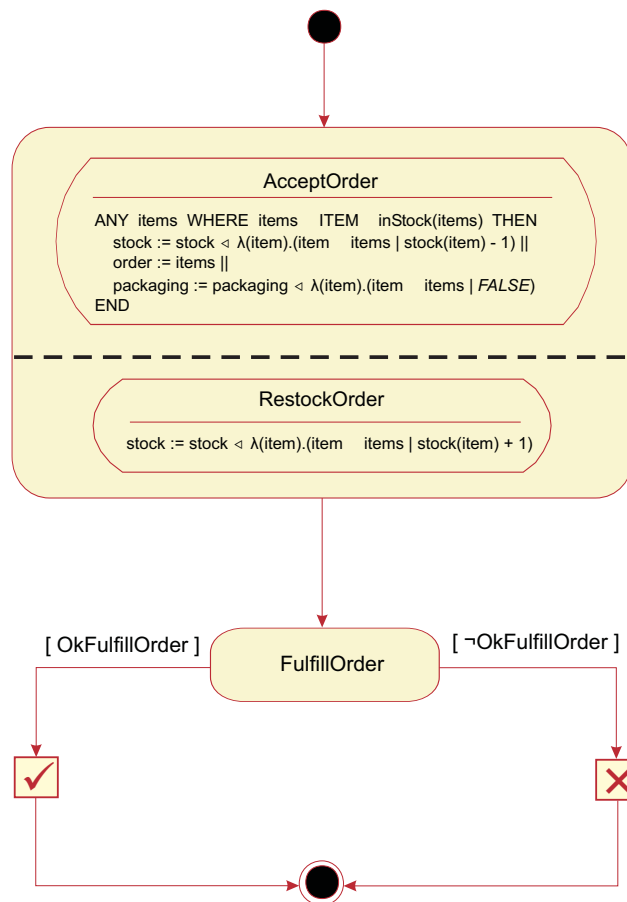 AcceptOrder
ANY items WHERE items ITEM inStock(items) THEN
stock := stock ◃ λ(item).(item items | stock(item) - 1) ||
order := items ||
packaging := packaging ◃ λ(item).(item items | FALSE)
END
RestockOrder
stock := stock ◃ λ(item).(item items | stock(item) + 1)
[ OkFulfillOrder ]
[ ¬OkFulfillOrder ]
FulfillOrder